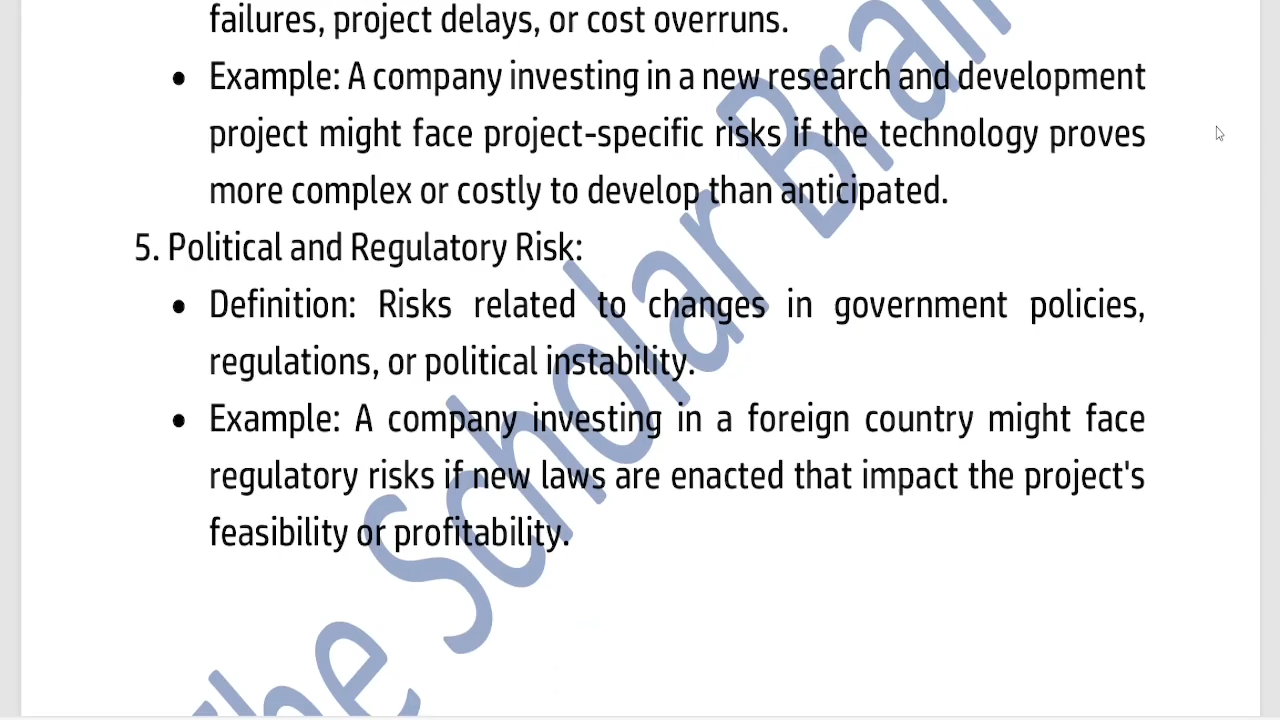 failures, project delays, or cost overruns.
• Example: A company investing in a new research and development
project might face project-specific risks if the technology proves
more complex or costly to develop than anticipated.
5. Political and Regulatory Risk:
• Definition: Risks related to changes in government policies,
regulations, or political instability.
• Example: A company investing in a foreign country might face
regulatory risks if new laws are enacted that impact the project's
feasibility or profitability.
The Scholar Brain